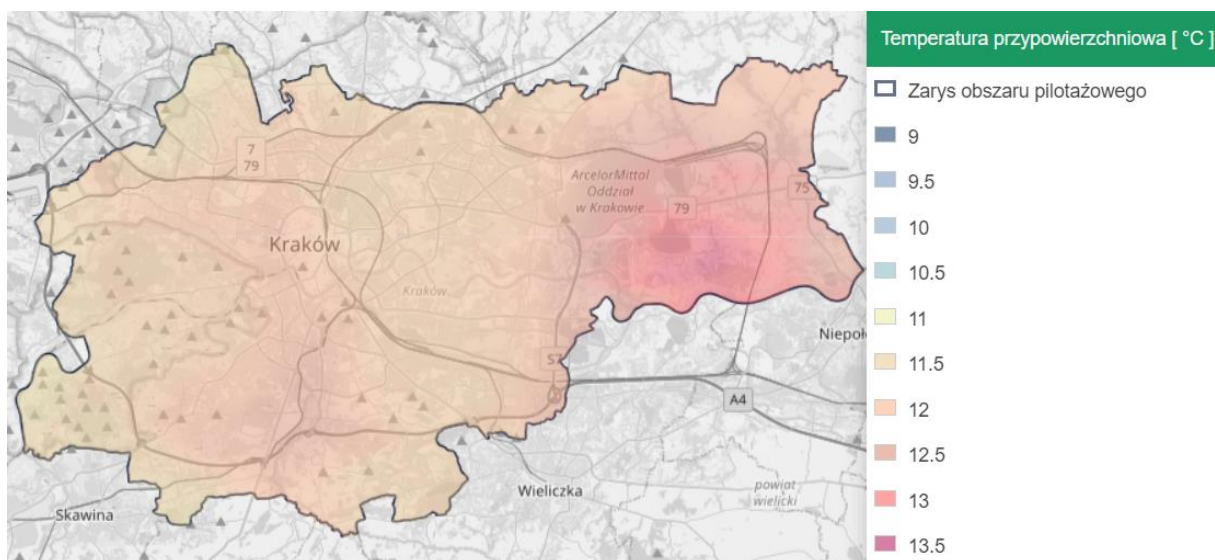 Temperatura przypowierzchniowa [ °C ]
Zarys obszaru pilotażowego
9
9.5
10
10.5
11
11.5
12
12.5
13
13.5
7
79
ArcelorMittal
Oddział
w Krakowie
75
79
Kraków
Kraków
Niepoło
S7
A4
Wieliczka
powiat
wielicki
Skawina